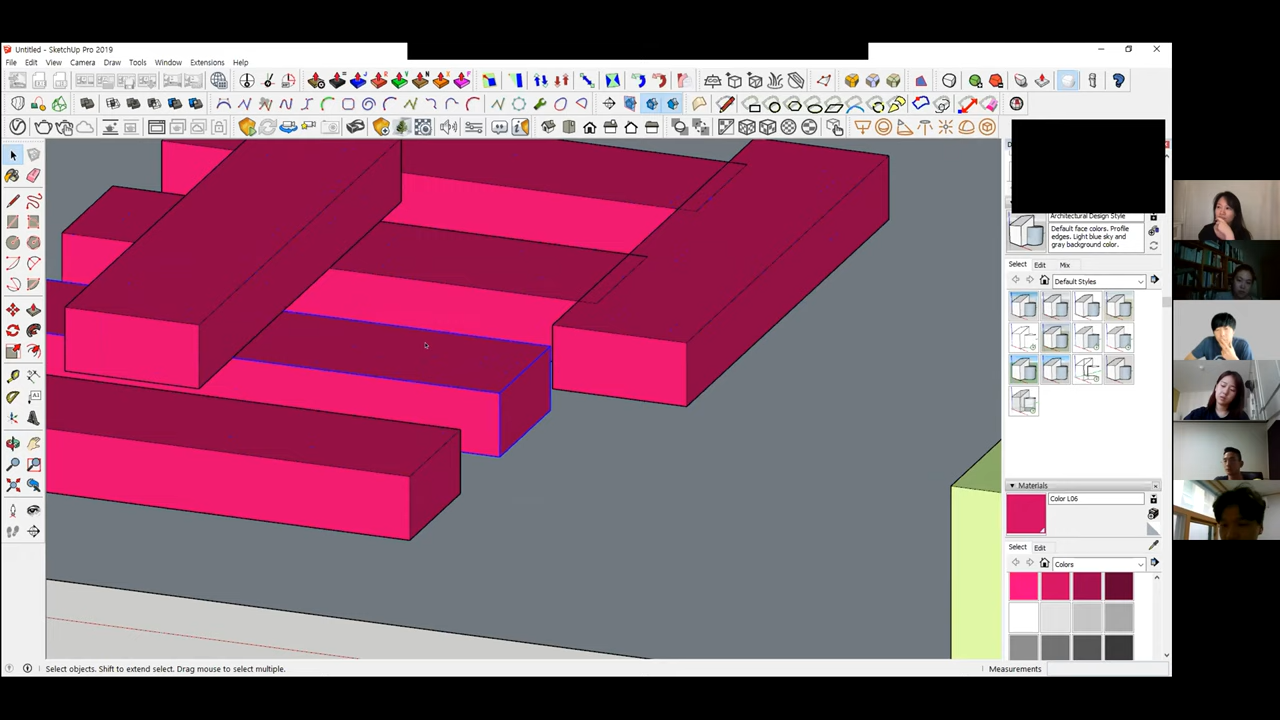 Untitled - SketchUp Pro 2019
File Edit View Camera Draw Tools Window Extensions Help
Architectural Design Style
Default face colors. Profile
edges. Light blue sky and
gray background color.
Select Edit Mix
Default Styles
Materials
Color L06
Select Edit
Colors
Select objects. Shift to extend select. Drag mouse to select multiple.
Measurements